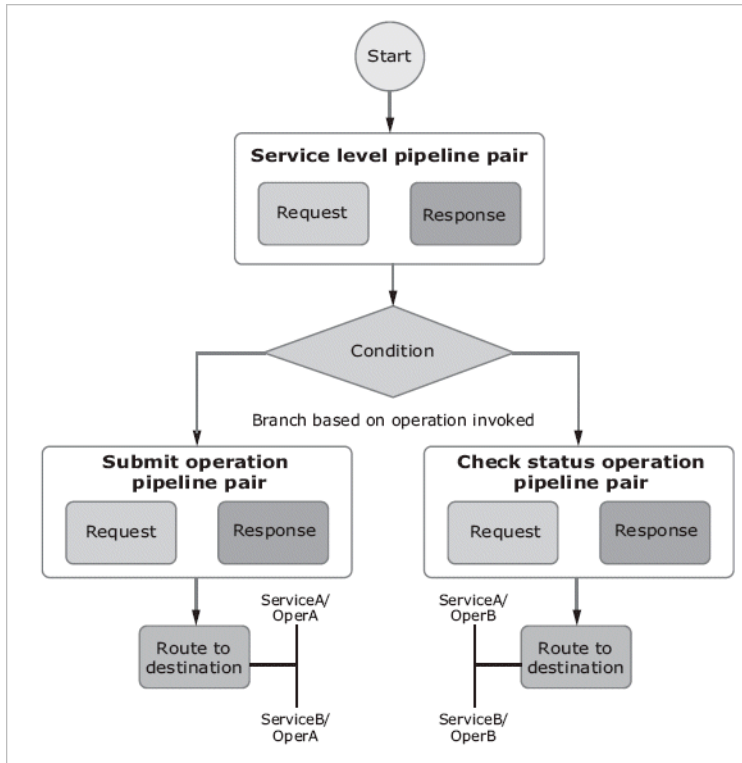 Start
Service level pipeline pair
Request
Response
Condition
Branch based on operation invoked
Submit operation
pipeline pair
Request
Response
Check status operation
pipeline pair
Request
Response
Route to
destination
ServiceA/
OperA
ServiceB/
OperA
ServiceA/
OperB
ServiceB/
OperB
Route to
destination